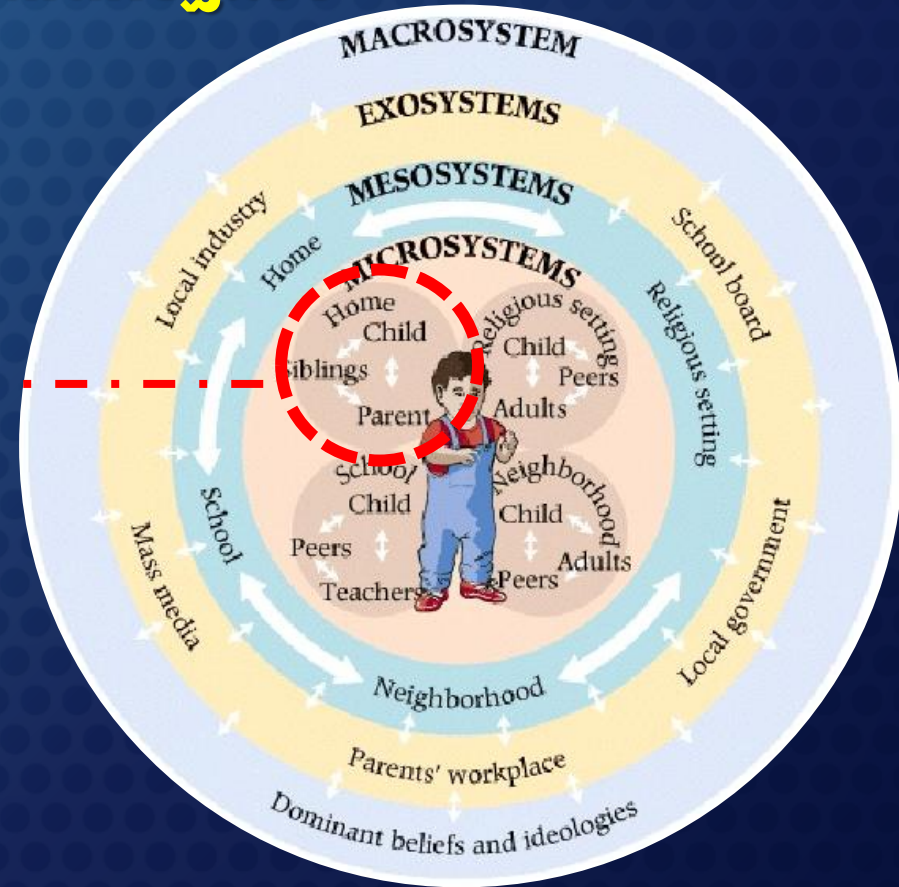 MACROSYSTEM
EXOSYSTEMS
MESOSYSTEMS
MICROSYSTEMS
Local industry
Home
School board
Religious setting
Home
Child
Siblings
Parent
Religious setting
Child
Peers
Adults
School
Child
Peers
Teachers
Neighborhood
Child
Adults
Peers
School
Mass media
Local government
Neighborhood
Parents' workplace
Dominant beliefs and ideologies